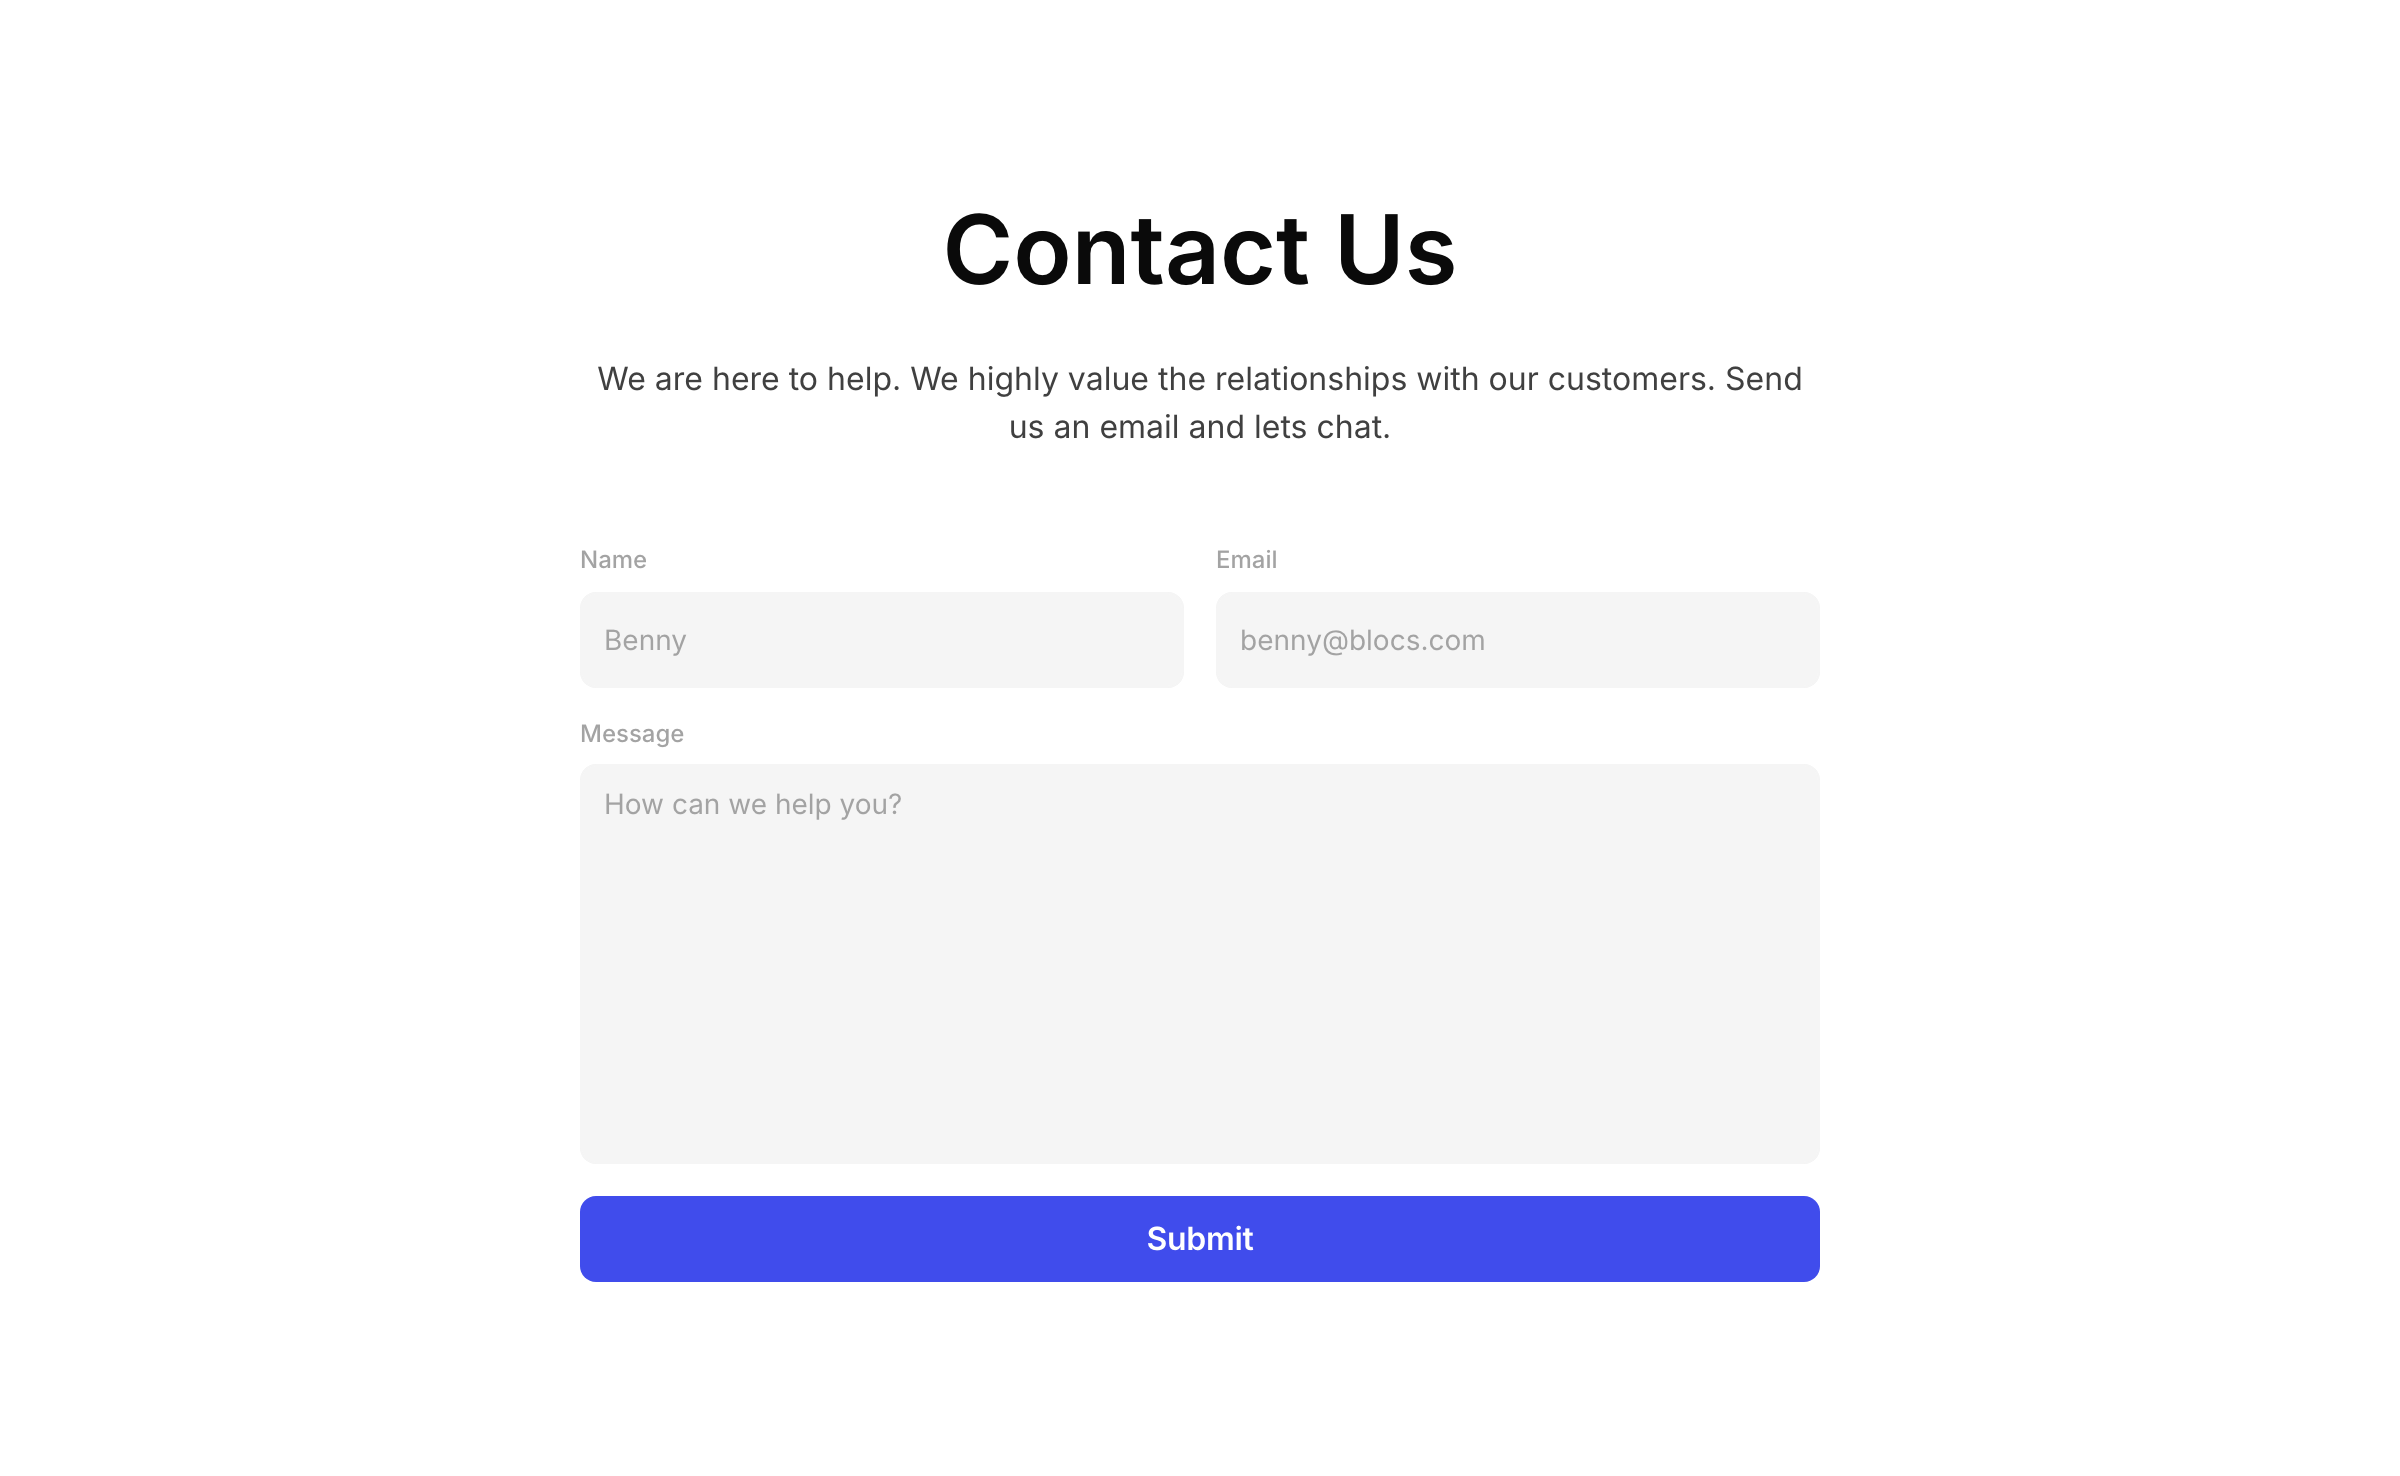 Contact Us
We are here to help. We highly value the relationships with our customers. Send
us an email and lets chat.
Name
Email
Benny
benny@blocs.com
Message
How can we help you?
Submit